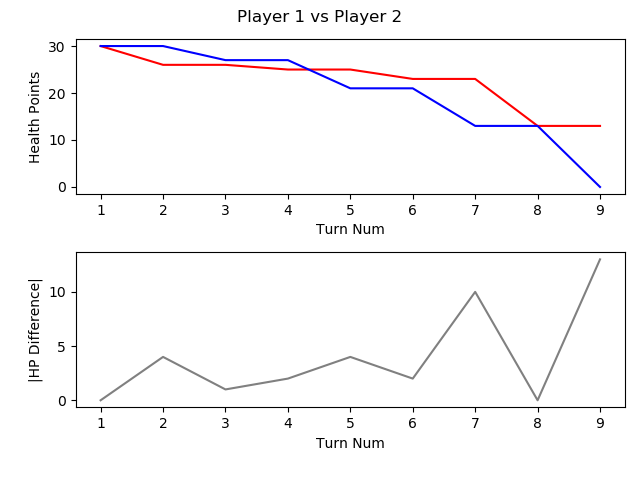 Player 1 vs Player 2
30
20
10
0
Health Points
1 2 3 4 5 6 7 8 9
Turn Num
10
5
0
|HP Difference|
1 2 3 4 5 6 7 8 9
Turn Num